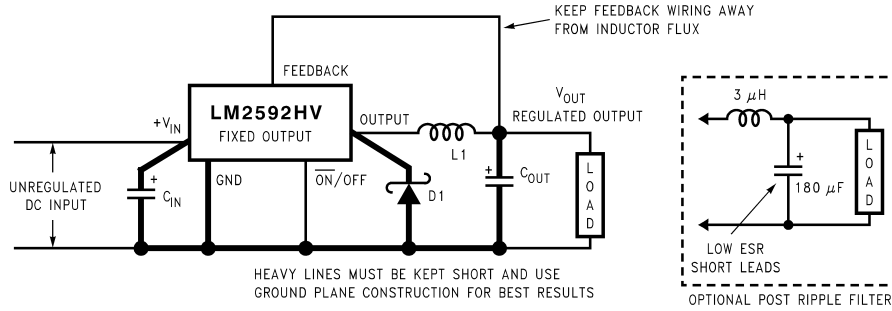 KEEP FEEDBACK WIRING AWAY
FROM INDUCTOR FLUX
FEEDBACK
LM2592HV
FIXED OUTPUT
+VIN
OUTPUT
VOUT
REGULATED OUTPUT
L1
UNREGULATED
DC INPUT
+
CIN
GND
ON/OFF
D1
+
COUT
LOAD
HEAVY LINES MUST BE KEPT SHORT AND USE
GROUND PLANE CONSTRUCTION FOR BEST RESULTS
3 μH
+
180 μF
LOAD
LOW ESR
SHORT LEADS
OPTIONAL POST RIPPLE FILTER